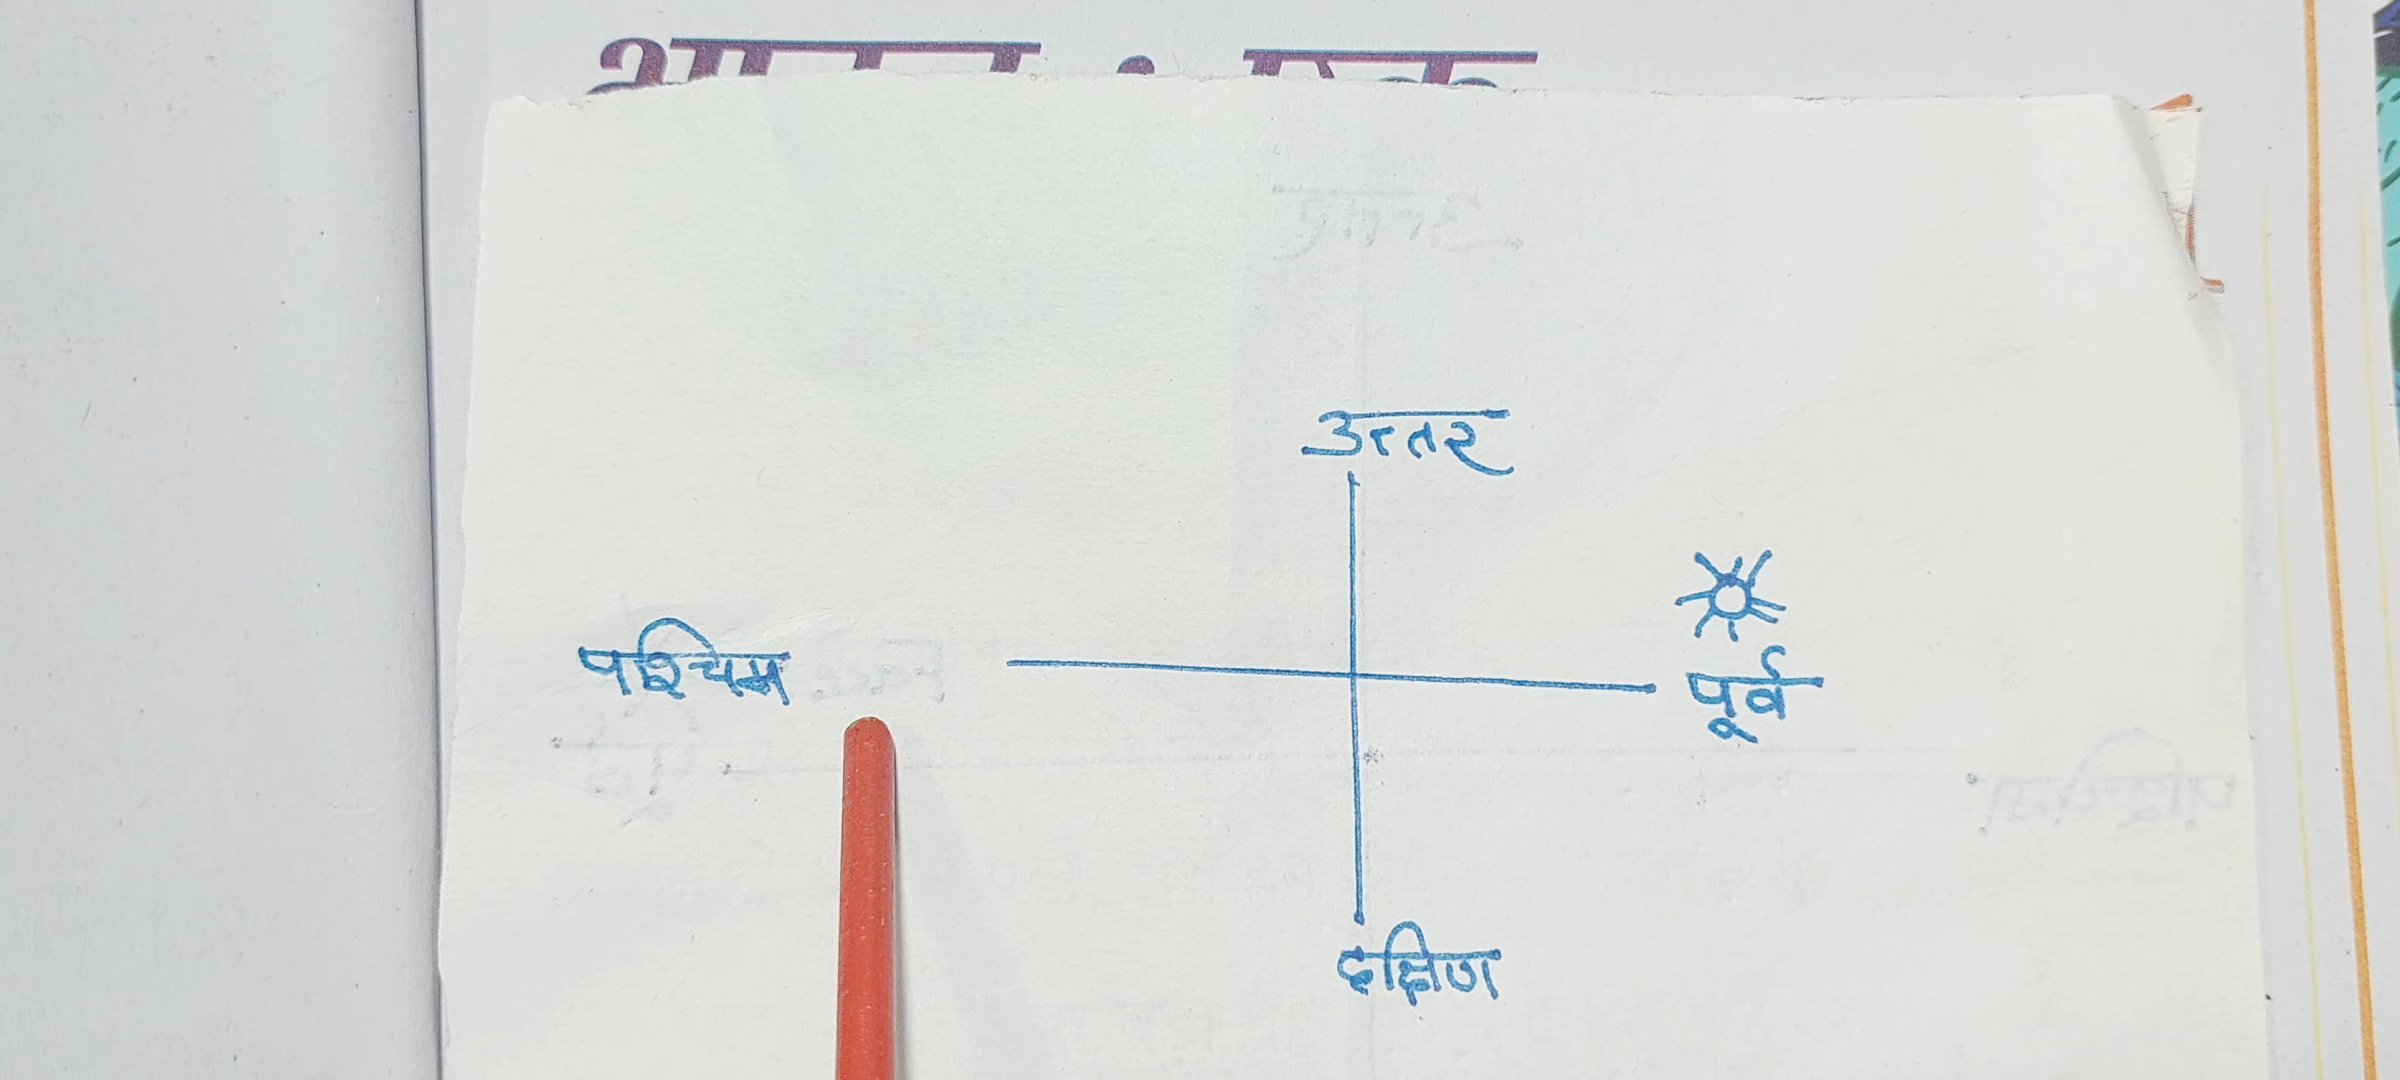 उत्तर
पश्चिम
पूर्व
दक्षिण